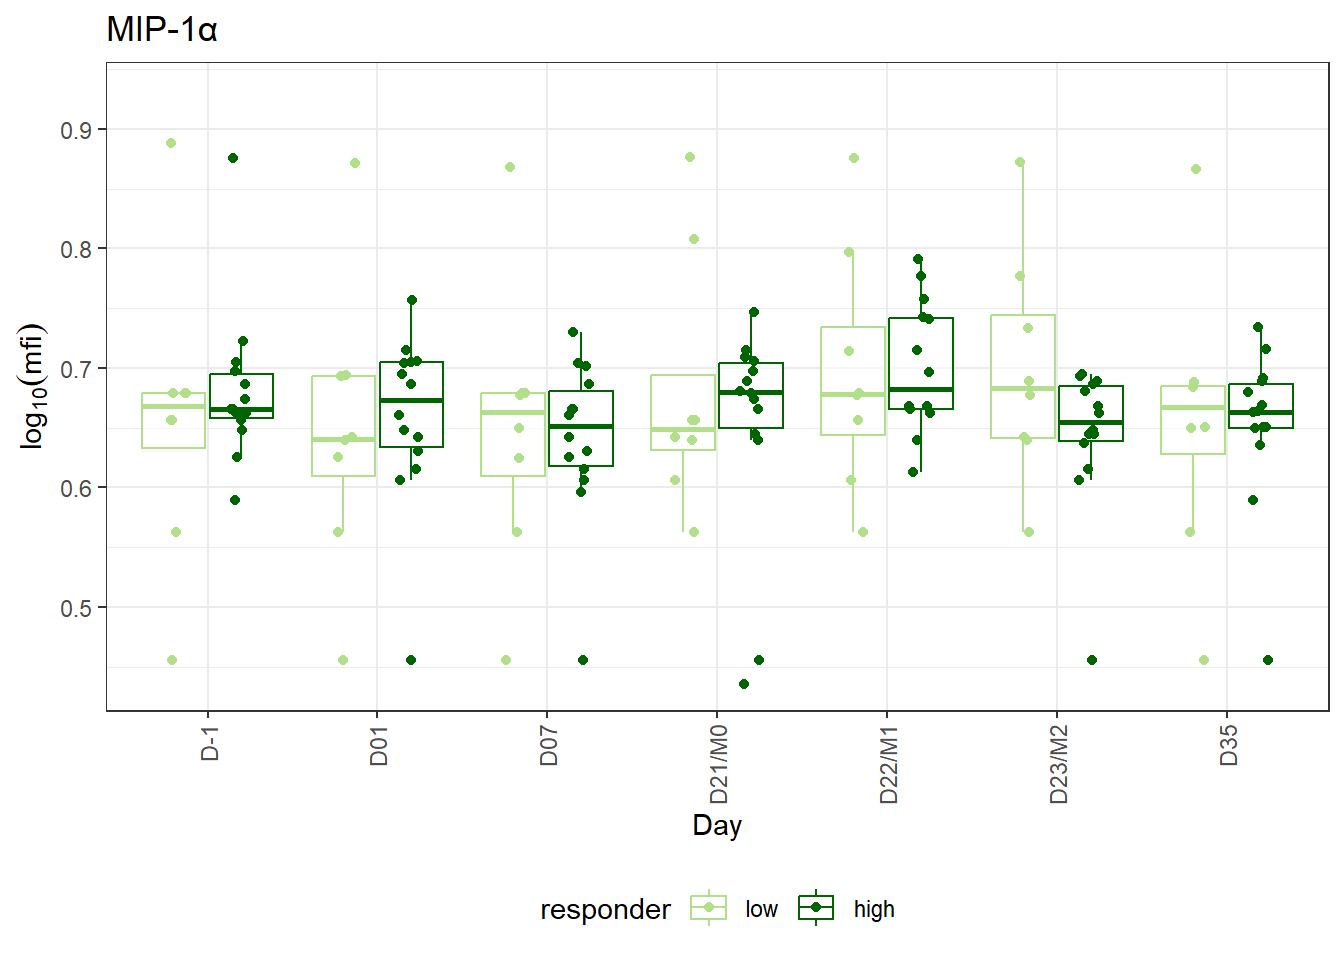 MIP-1α
0.9
0.8
0.7
0.6
0.5
log₁₀(mfi)
D-1
D01
D07
D21/M0
D22/M1
D23/M2
D35
Day
responder low high